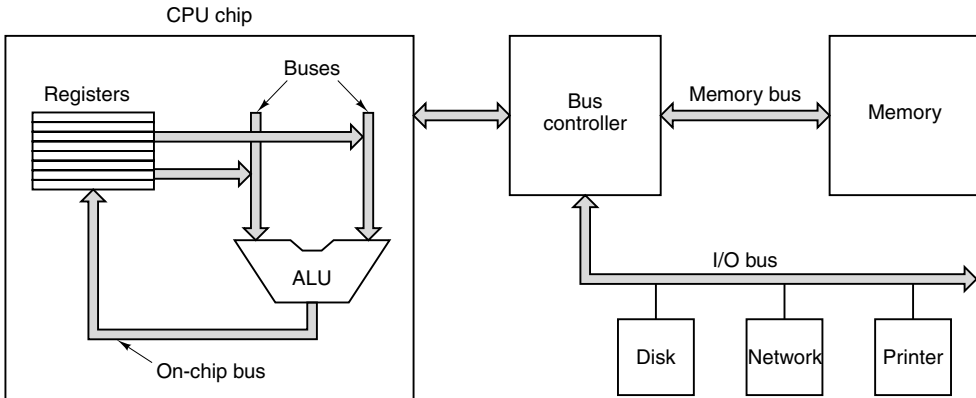 CPU chip
Buses
Registers
ALU
On-chip bus
Bus
controller
Memory bus
Memory
I/O bus
Disk
Network
Printer